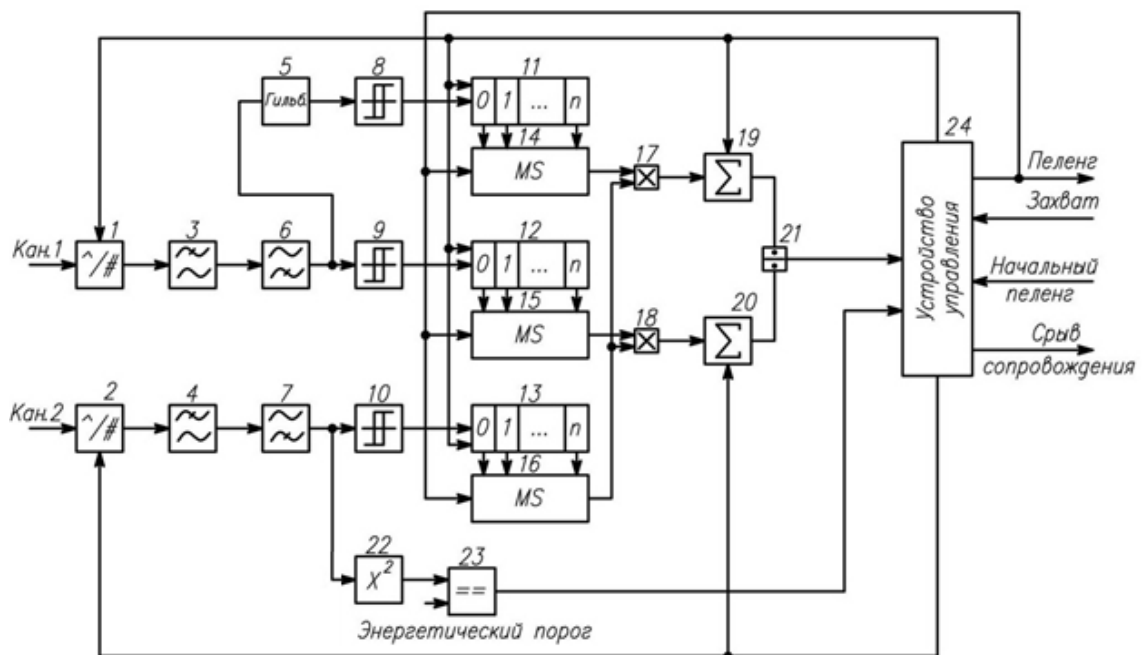 5
8
11
Гильб.
0 1 ... n
14
MS
17
19
Σ
24
Пеленг
Захват
Кан.1
1
^/#
3
6
9
12
0 1 ... n
15
MS
18
20
Σ
21
Устройство
управления
Начальный
пеленг
Срыв
сопровождения
Кан.2
2
^/#
4
7
10
13
0 1 ... n
16
MS
22
X²
23
==
Энергетический порог